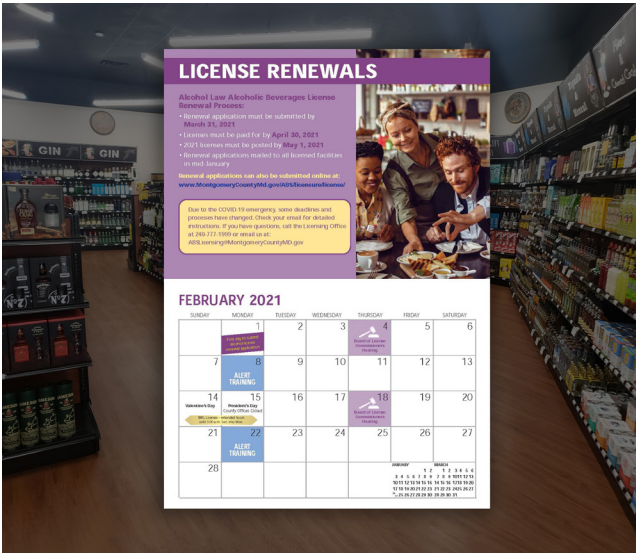 LICENSE RENEWALS
Alcohol Law Alcoholic Beverages License
Renewal Process:
• Renewal application must be submitted by
March 31, 2021
• Licenses must be paid for by April 30, 2021
• 2021 licenses must be posted by May 1, 2021
• Renewal applications mailed to all licensed facilities
in mid-January
Renewal applications can also be submitted online at:
www.MontgomeryCountyMd.gov/ABS/licensure/license/
Due to the COVID-19 emergency, some deadlines and
processes have changed. Check your email for detailed
instructions. If you have questions, call the Licensing Office
at 240-777-1999 or email us at:
ABSLicensing@MontgomeryCountyMD.gov
GIN
GIN
FEBRUARY 2021
SUNDAY MONDAY TUESDAY WEDNESDAY THURSDAY FRIDAY SATURDAY
1 2 3 4 5 6
Board of License
Commissioners
Hearing
7 8 9 10 11 12 13
ALERT
TRAINING
14 15 16 17 18 19 20
Valentine's Day President's Day
County Offices Closed
Board of License
Commissioners
Hearing
21 22 23 24 25 26 27
ALERT
TRAINING
28
JANUARY MARCH